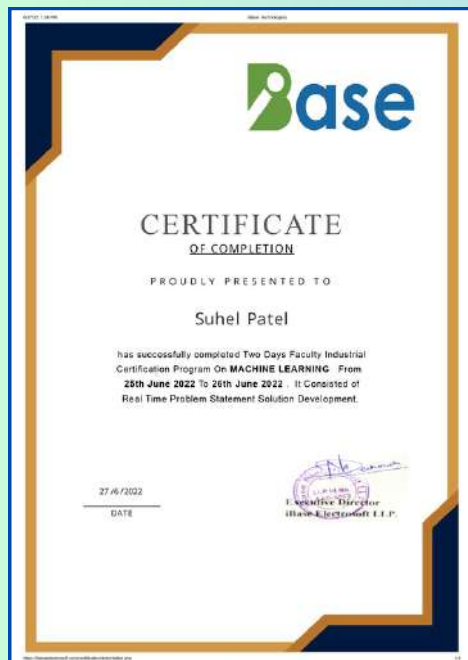 iBase
CERTIFICATE
OF COMPLETION
PROUDLY PRESENTED TO
Suhel Patel
has successfully completed Two Days Faculty Industrial
Certification Program On MACHINE LEARNING From
25th June 2022 To 26th June 2022 . It Consisted of
Real Time Problem Statement Solution Development.
27 /6 /2022
DATE
Executive Director
iBase Electrosoft LLP.